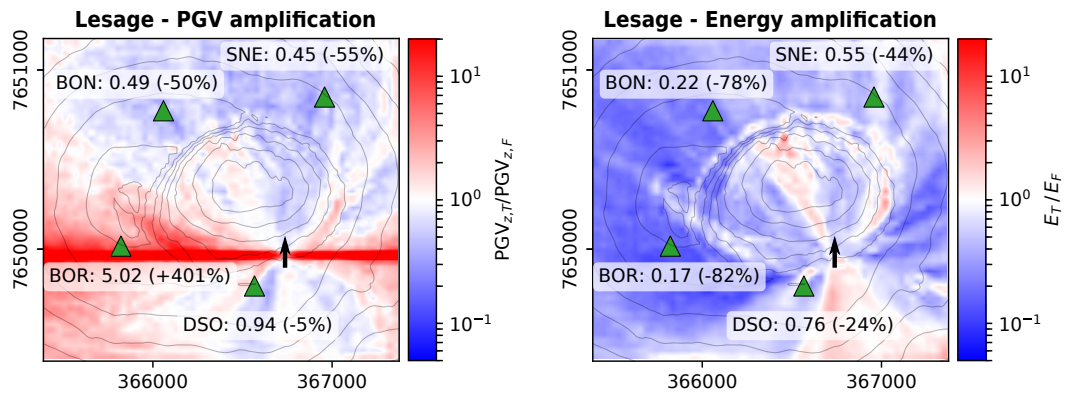 Lesage - PGV amplification
7651000
7650000
SNE: 0.45 (-55%)
BON: 0.49 (-50%)
BOR: 5.02 (+401%)
DSO: 0.94 (-5%)
366000 367000
10^1
10^0
10^-1
PGV_z,T/PGV_z,F
Lesage - Energy amplification
7651000
7650000
SNE: 0.55 (-44%)
BON: 0.22 (-78%)
BOR: 0.17 (-82%)
DSO: 0.76 (-24%)
366000 367000
10^1
10^0
10^-1
E_T/E_F